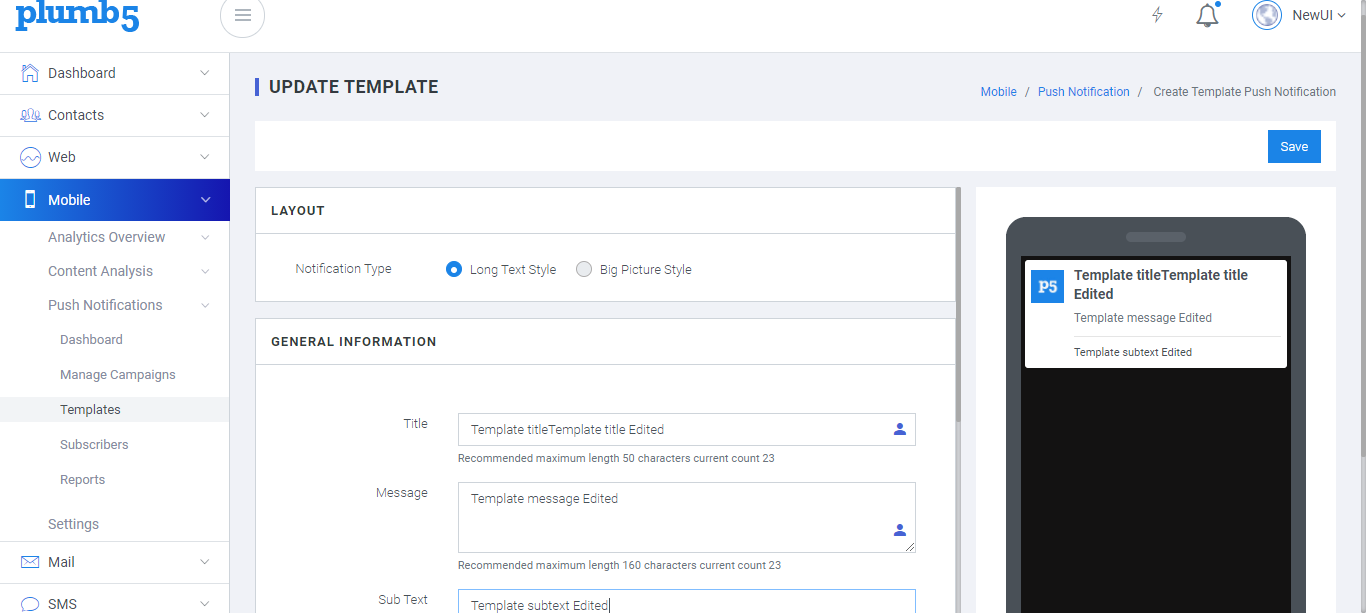 plumb5
NewUI
Dashboard
Contacts
Web
Mobile
Analytics Overview
Content Analysis
Push Notifications
Dashboard
Manage Campaigns
Templates
Subscribers
Reports
Settings
Mail
SMS
UPDATE TEMPLATE
Mobile / Push Notification / Create Template Push Notification
Save
LAYOUT
Notification Type Long Text Style Big Picture Style
GENERAL INFORMATION
Title Template titleTemplate title Edited
Recommended maximum length 50 characters current count 23
Message Template message Edited
Recommended maximum length 160 characters current count 23
Sub Text Template subtext Edited
P5
Template titleTemplate title
Edited
Template message Edited
Template subtext Edited